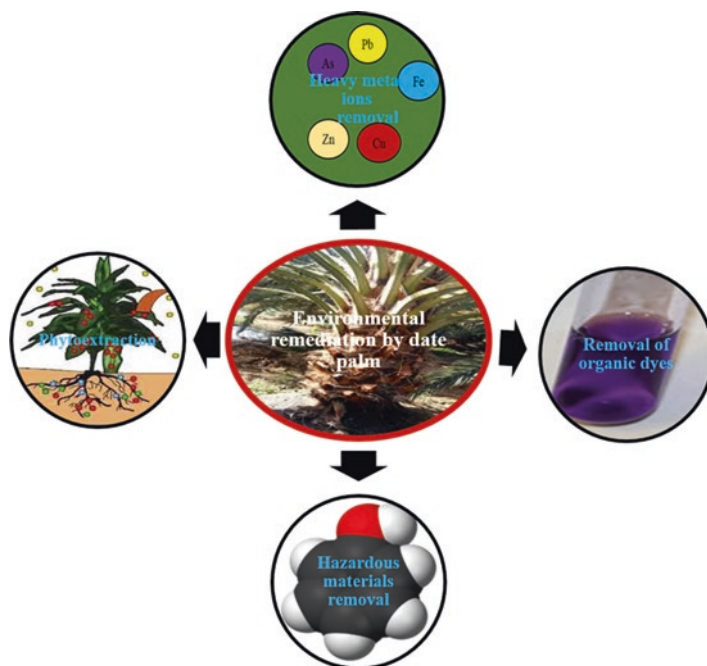 Pb
As
Fe
Heavy metal
ions
removal
Zn
Cu
Environmental
remediation by date
palm
Phytoextraction
Removal of
organic dyes
Hazardous
materials
removal